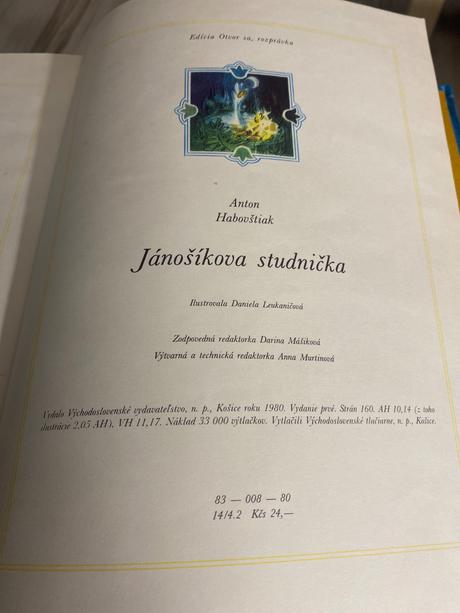 Edícia Otvor sa, rozprávka
Anton
Habovštiak
Jánošíkova studnička
Ilustrovala Daniela Leukaničová
Zodpovedná redaktorka Darina Mášiková
Výtvarná a technická redaktorka Anna Murtinová
Vydalo Východoslovenské vydavateľstvo, n. p., Košice roku 1980. Vydanie prvé. Strán 160. AH 10,14 (z toho
ilustrácie 2,05 AH), VH 11,17. Náklad 33 000 výtlačkov. Vytlačili Východoslovenské tlačiarne, n. p., Košice.
83 — 008 — 80
14/4.2 Kčs 24,—